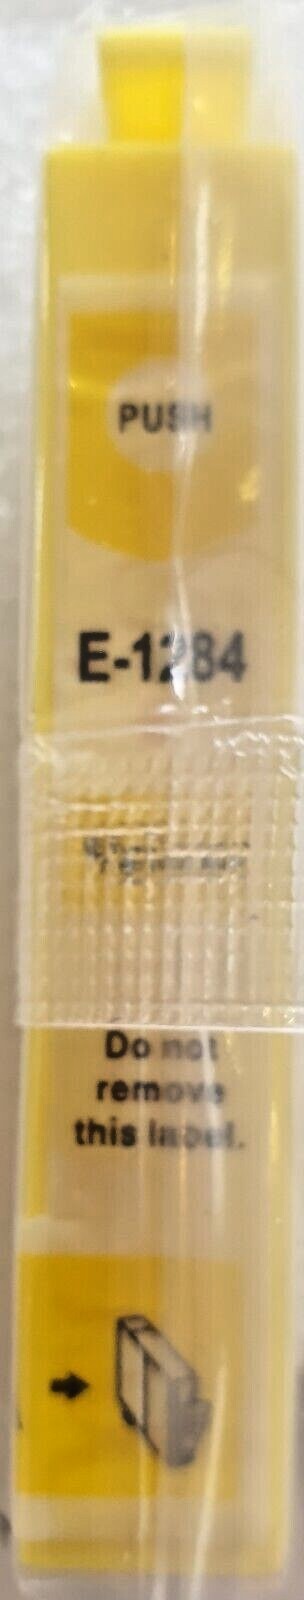 PUSH
E-1284
Do not
remove
this label.